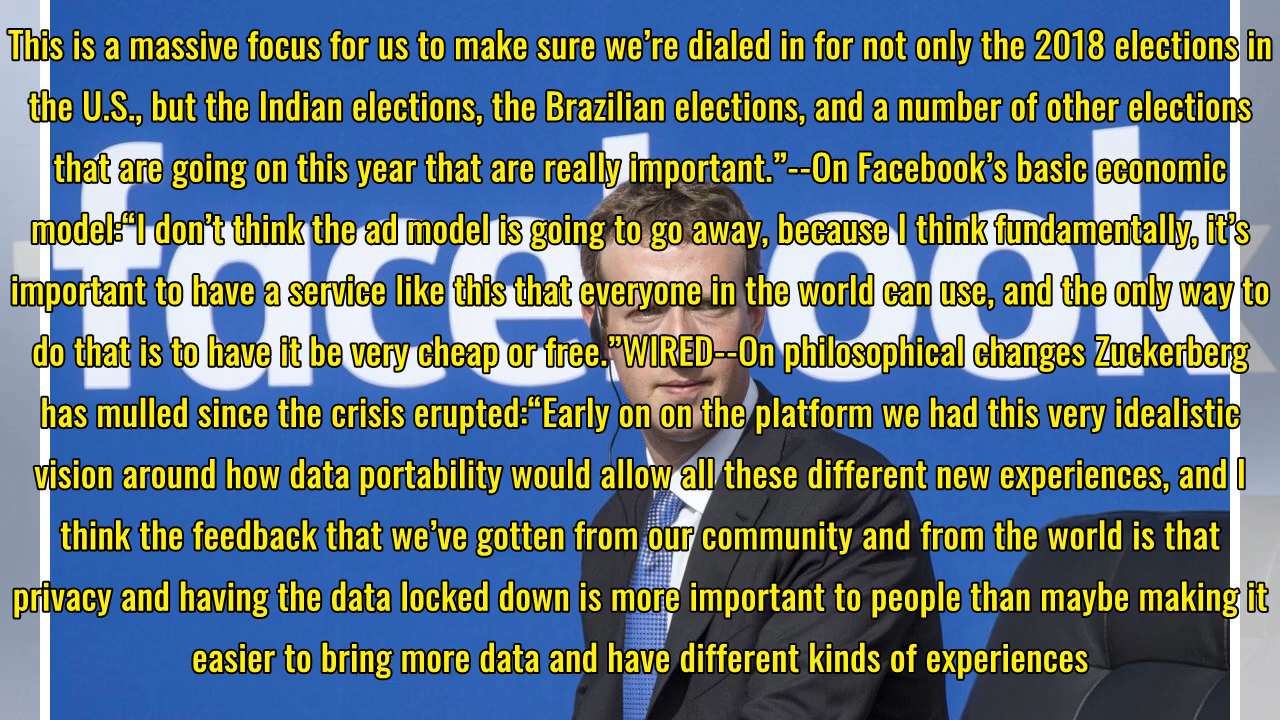 This is a massive focus for us to make sure we’re dialed in for not only the 2018 elections in
the U.S., but the Indian elections, the Brazilian elections, and a number of other elections
that are going on this year that are really important.”--On Facebook’s basic economic
model:“I don’t think the ad model is going to go away, because I think fundamentally, it’s
important to have a service like this that everyone in the world can use, and the only way to
do that is to have it be very cheap or free.”WIRED--On philosophical changes Zuckerberg
has mulled since the crisis erupted:“Early on on the platform we had this very idealistic
vision around how data portability would allow all these different new experiences, and I
think the feedback that we’ve gotten from our community and from the world is that
privacy and having the data locked down is more important to people than maybe making it
easier to bring more data and have different kinds of experiences
facebook